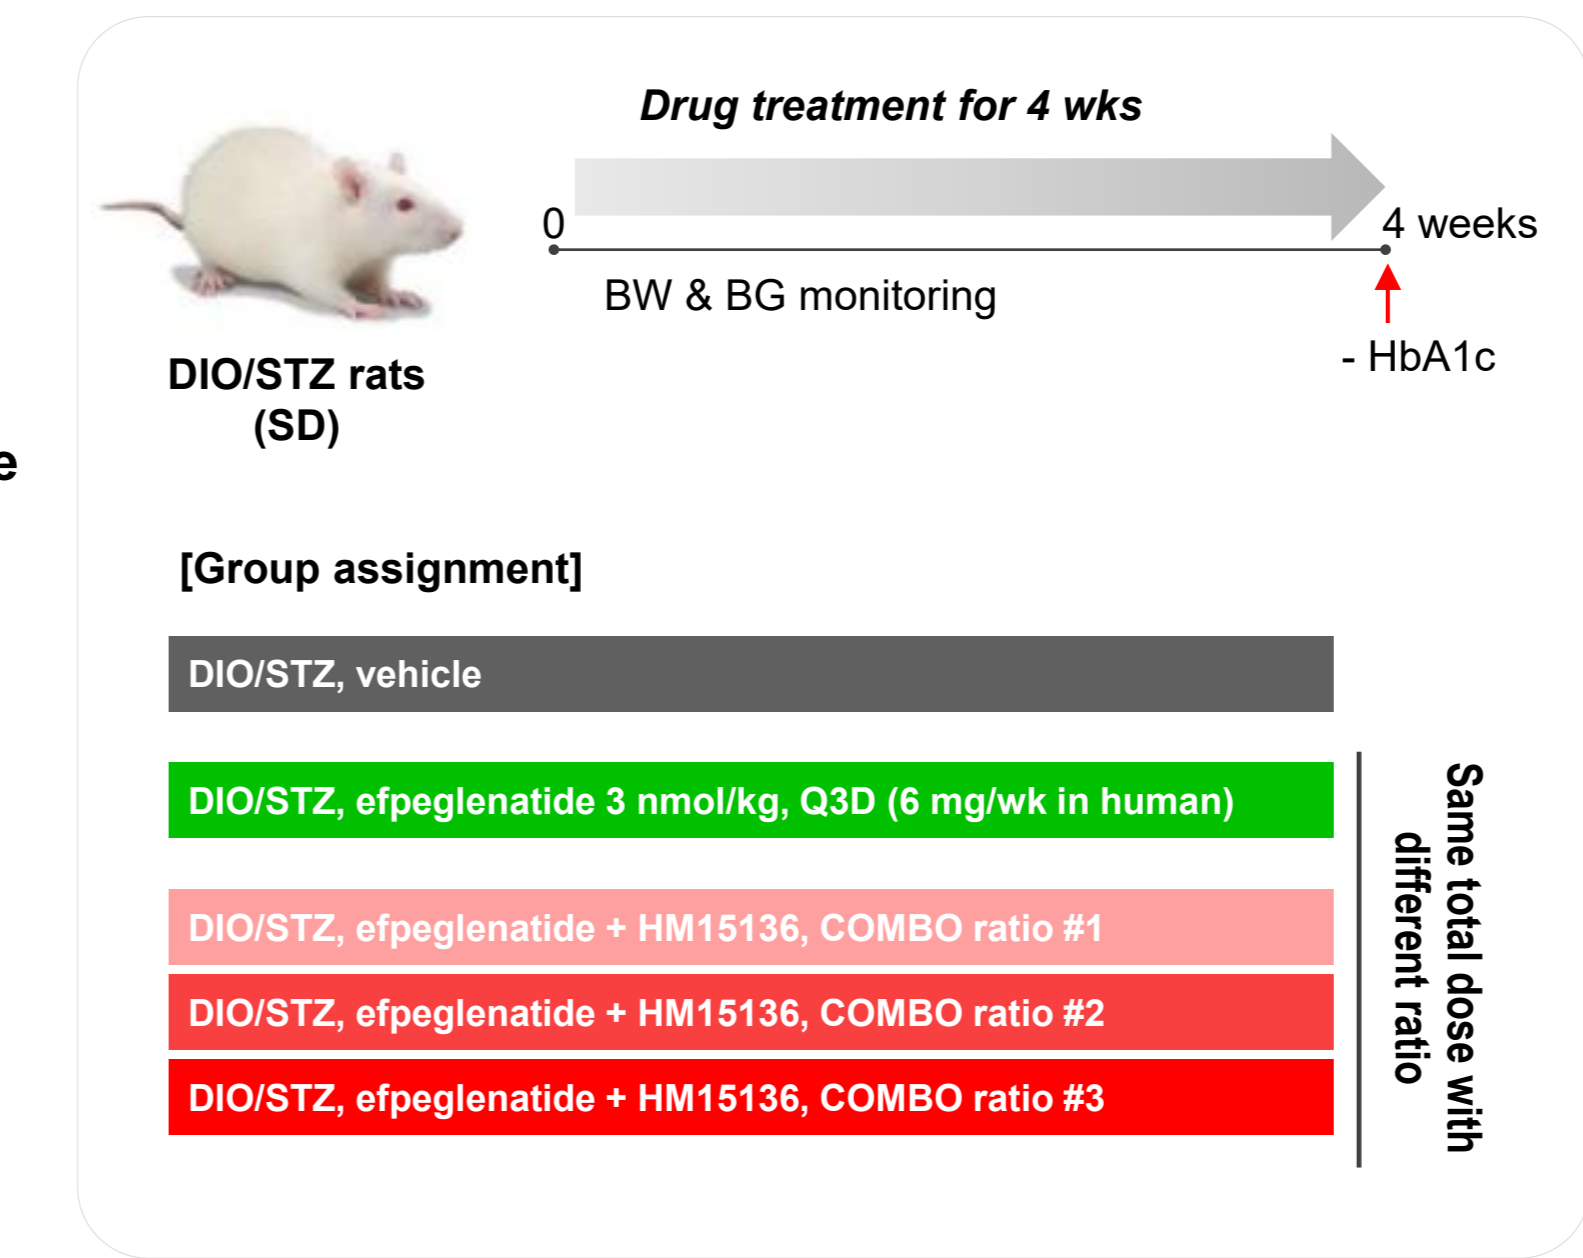 Drug treatment for 4 wks
0
4 weeks
BW & BG monitoring
- HbA1c
DIO/STZ rats
(SD)
[Group assignment]
DIO/STZ, vehicle
DIO/STZ, efpeglenatide 3 nmol/kg, Q3D (6 mg/wk in human)
DIO/STZ, efpeglenatide + HM15136, COMBO ratio #1
DIO/STZ, efpeglenatide + HM15136, COMBO ratio #2
DIO/STZ, efpeglenatide + HM15136, COMBO ratio #3
Same total dose with
different ratio